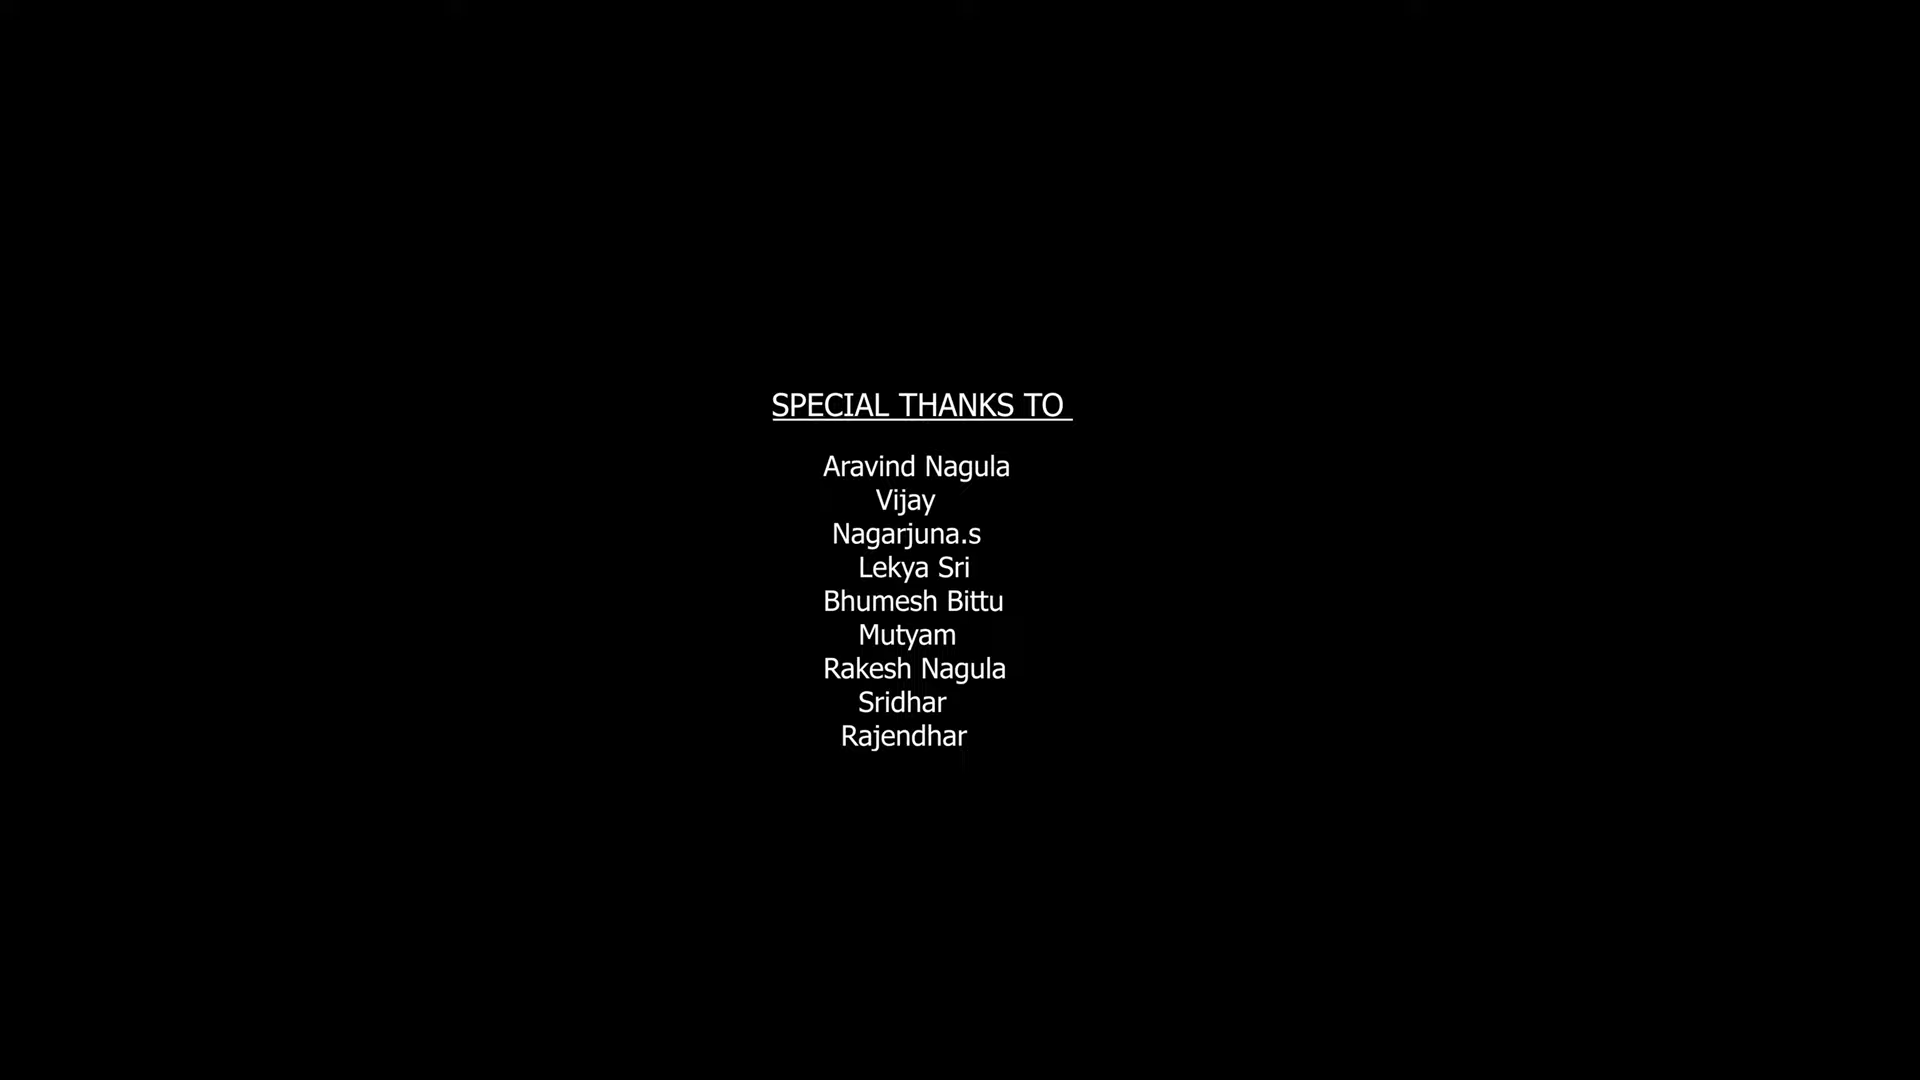 SPECIAL THANKS TO
Aravind Nagula
Vijay
Nagarjuna.s
Lekya Sri
Bhumesh Bittu
Mutyam
Rakesh Nagula
Sridhar
Rajendhar